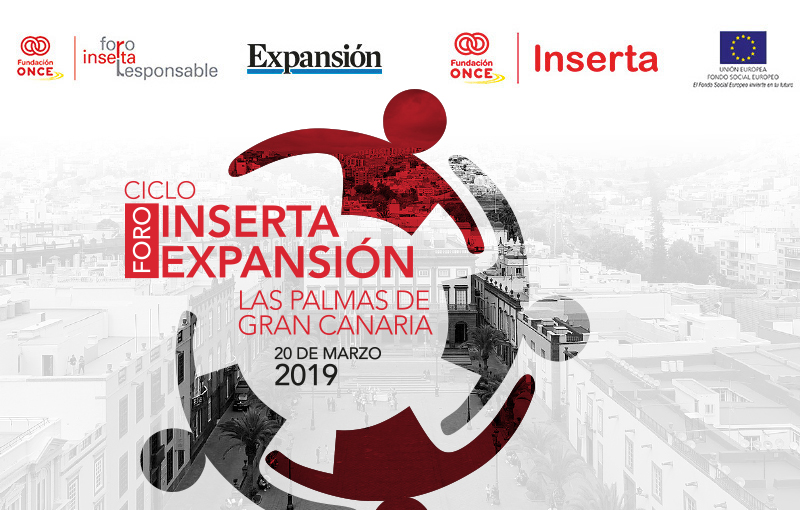 Fundación
ONCE
foro
inserta
responsable
Expansión
Fundación
ONCE
Inserta
UNIÓN EUROPEA
FONDO SOCIAL EUROPEO
El Fondo Social Europeo invierte en tu futuro
CICLO
FORO
INSERTA
EXPANSIÓN
LAS PALMAS DE
GRAN CANARIA
20 DE MARZO
2019